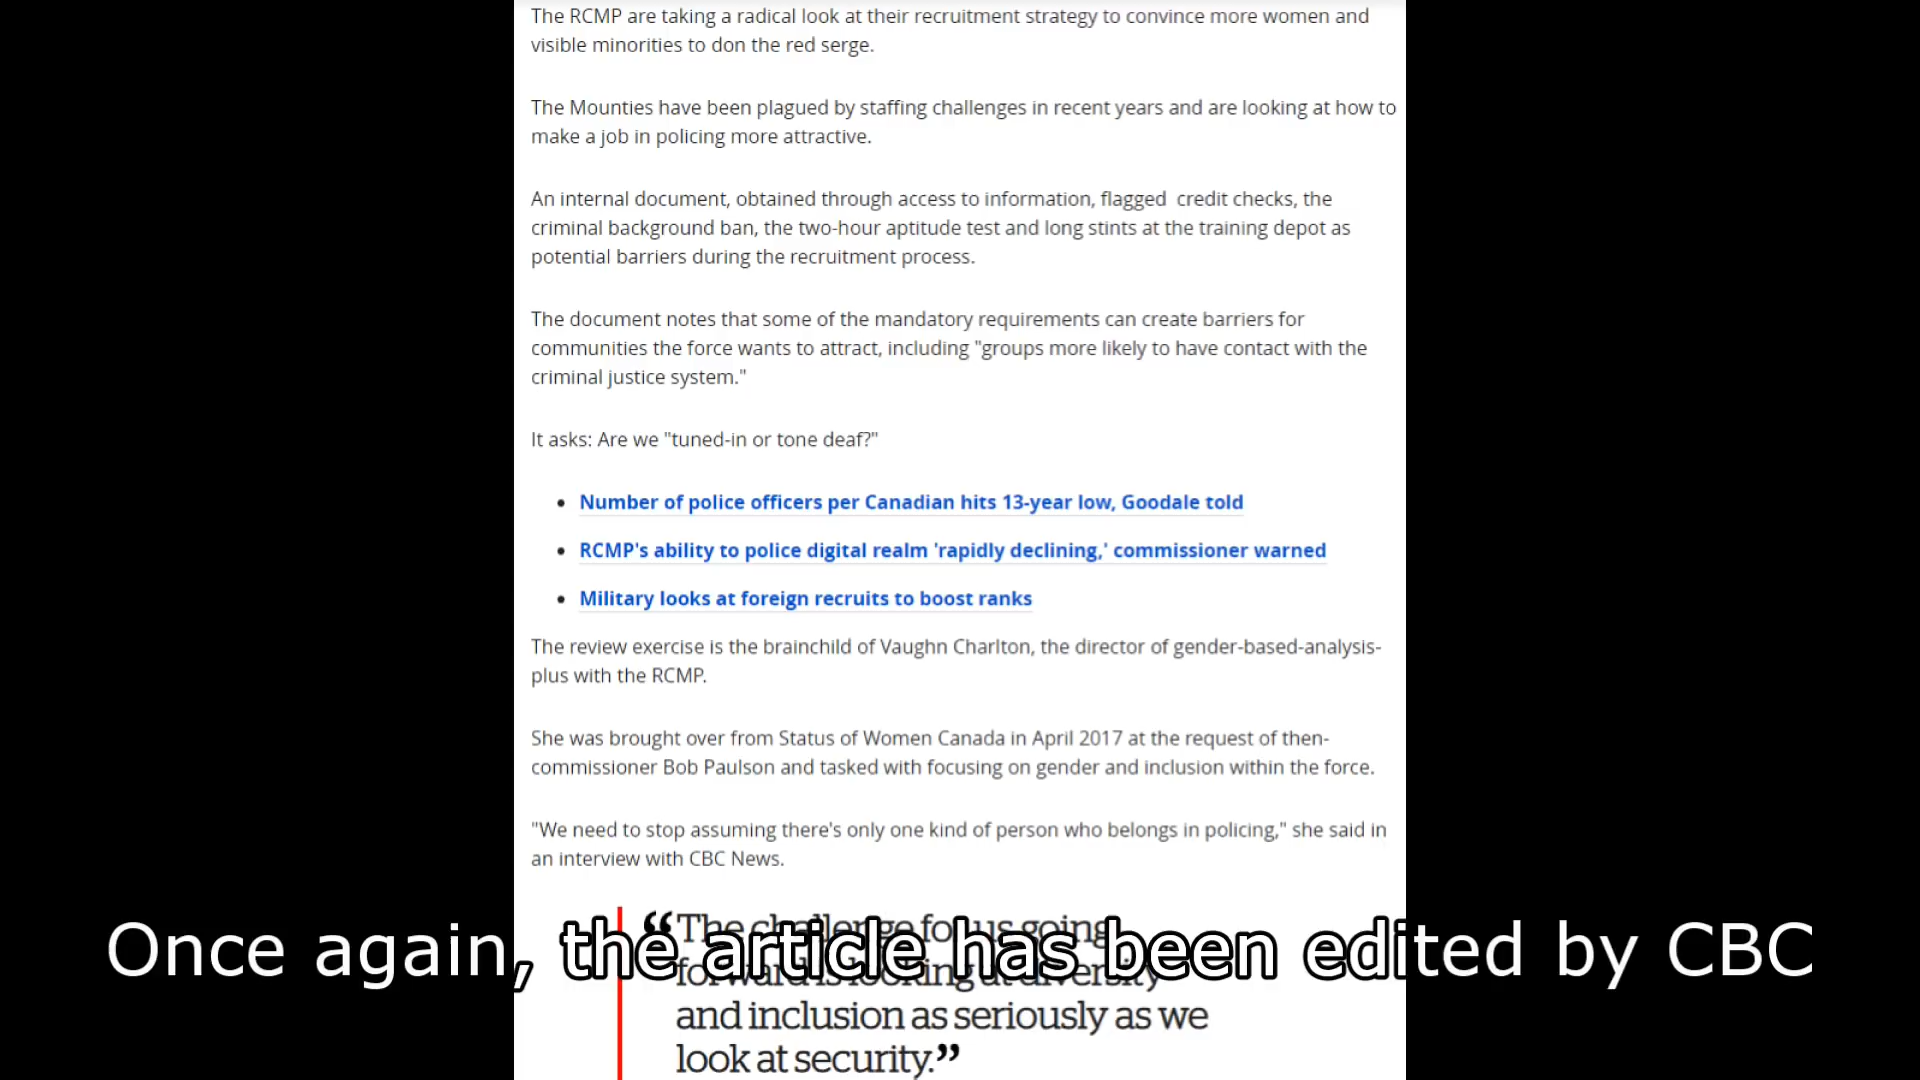 The RCMP are taking a radical look at their recruitment strategy to convince more women and
visible minorities to don the red serge.
The Mounties have been plagued by staffing challenges in recent years and are looking at how to
make a job in policing more attractive.
An internal document, obtained through access to information, flagged  credit checks, the
criminal background ban, the two-hour aptitude test and long stints at the training depot as
potential barriers during the recruitment process.
The document notes that some of the mandatory requirements can create barriers for
communities the force wants to attract, including "groups more likely to have contact with the
criminal justice system."
It asks: Are we "tuned-in or tone deaf?"
• Number of police officers per Canadian hits 13-year low, Goodale told
• RCMP's ability to police digital realm 'rapidly declining,' commissioner warned
• Military looks at foreign recruits to boost ranks
The review exercise is the brainchild of Vaughn Charlton, the director of gender-based-analysis-
plus with the RCMP.
She was brought over from Status of Women Canada in April 2017 at the request of then-
commissioner Bob Paulson and tasked with focusing on gender and inclusion within the force.
"We need to stop assuming there's only one kind of person who belongs in policing," she said in
an interview with CBC News.
“The challenge for us going
forward is looking at diversity
and inclusion as seriously as we
look at security.”
Once again, the article has been edited by CBC